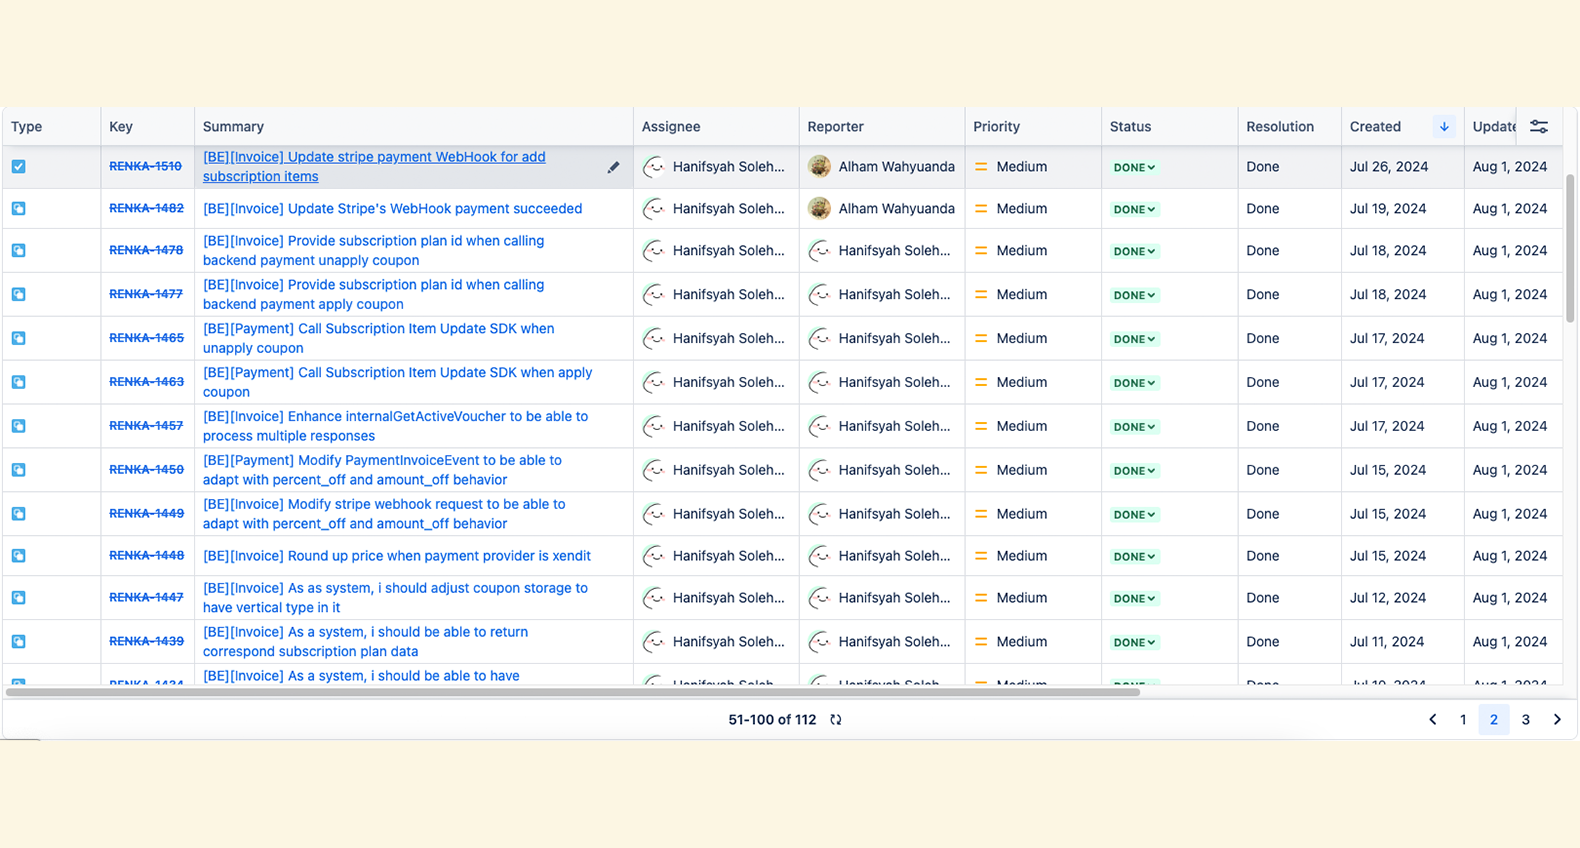 Type Key Summary Assignee Reporter Priority Status Resolution Created Update
RENKA-1510 [BE][Invoice] Update stripe payment WebHook for add Hanifsyah Soleh... Alham Wahyuanda Medium DONE Done Jul 26, 2024 Aug 1, 2024
subscription items
RENKA-1482 [BE][Invoice] Update Stripe's WebHook payment succeeded Hanifsyah Soleh... Alham Wahyuanda Medium DONE Done Jul 19, 2024 Aug 1, 2024
RENKA-1478 [BE][Invoice] Provide subscription plan id when calling Hanifsyah Soleh... Hanifsyah Soleh... Medium DONE Done Jul 18, 2024 Aug 1, 2024
backend payment unapply coupon
RENKA-1477 [BE][Invoice] Provide subscription plan id when calling Hanifsyah Soleh... Hanifsyah Soleh... Medium DONE Done Jul 18, 2024 Aug 1, 2024
backend payment apply coupon
RENKA-1465 [BE][Payment] Call Subscription Item Update SDK when Hanifsyah Soleh... Hanifsyah Soleh... Medium DONE Done Jul 17, 2024 Aug 1, 2024
unapply coupon
RENKA-1463 [BE][Payment] Call Subscription Item Update SDK when apply Hanifsyah Soleh... Hanifsyah Soleh... Medium DONE Done Jul 17, 2024 Aug 1, 2024
coupon
RENKA-1457 [BE][Invoice] Enhance internalGetActiveVoucher to be able to Hanifsyah Soleh... Hanifsyah Soleh... Medium DONE Done Jul 17, 2024 Aug 1, 2024
process multiple responses
RENKA-1450 [BE][Payment] Modify PaymentInvoiceEvent to be able to Hanifsyah Soleh... Hanifsyah Soleh... Medium DONE Done Jul 15, 2024 Aug 1, 2024
adapt with percent_off and amount_off behavior
RENKA-1449 [BE][Invoice] Modify stripe webhook request to be able to Hanifsyah Soleh... Hanifsyah Soleh... Medium DONE Done Jul 15, 2024 Aug 1, 2024
adapt with percent_off and amount_off behavior
RENKA-1448 [BE][Invoice] Round up price when payment provider is xendit Hanifsyah Soleh... Hanifsyah Soleh... Medium DONE Done Jul 15, 2024 Aug 1, 2024
RENKA-1447 [BE][Invoice] As as system, i should adjust coupon storage to Hanifsyah Soleh... Hanifsyah Soleh... Medium DONE Done Jul 12, 2024 Aug 1, 2024
have vertical type in it
RENKA-1439 [BE][Invoice] As a system, i should be able to return Hanifsyah Soleh... Hanifsyah Soleh... Medium DONE Done Jul 11, 2024 Aug 1, 2024
correspond subscription plan data
[BE][Invoice] As a system, i should be able to have
51-100 of 112 1 2 3